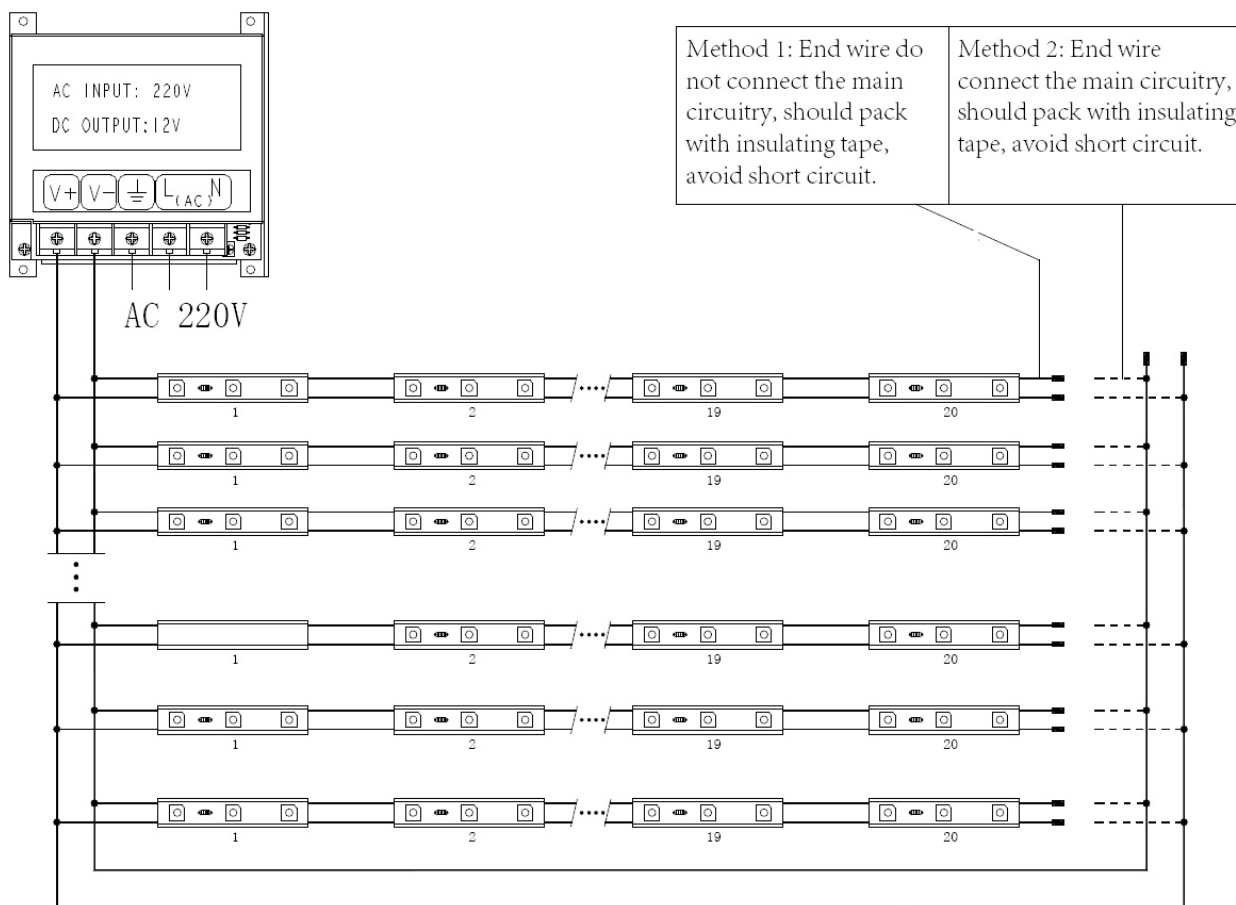 AC INPUT: 220V
DC OUTPUT:12V
V+ V- L(AC)N
AC 220V
Method 1: End wire do
not connect the main
circuitry, should pack
with insulating tape,
avoid short circuit.
Method 2: End wire
connect the main circuitry,
should pack with insulating
tape, avoid short circuit.
1 2 19 20
1 2 19 20
1 2 19 20
1 2 19 20
1 2 19 20
1 2 19 20